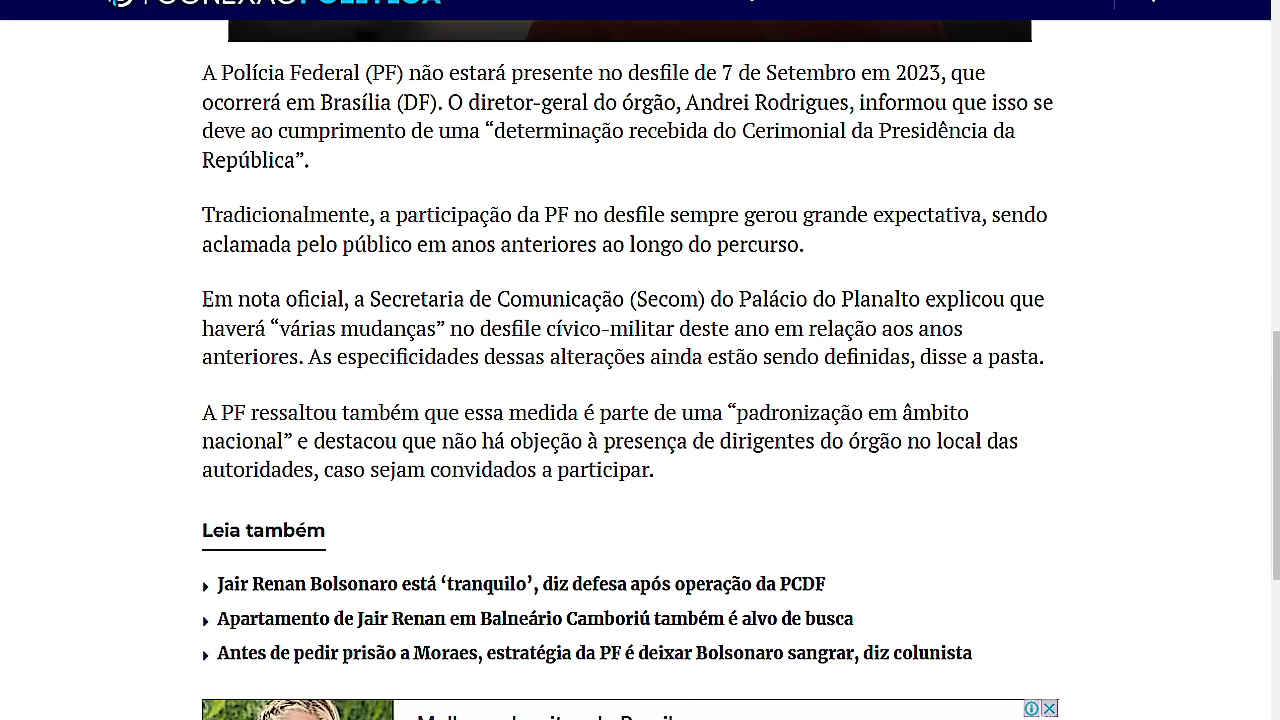 CONEXÃO POLÍTICA
A Polícia Federal (PF) não estará presente no desfile de 7 de Setembro em 2023, que
ocorrerá em Brasília (DF). O diretor-geral do órgão, Andrei Rodrigues, informou que isso se
deve ao cumprimento de uma “determinação recebida do Cerimonial da Presidência da
República”.
Tradicionalmente, a participação da PF no desfile sempre gerou grande expectativa, sendo
aclamada pelo público em anos anteriores ao longo do percurso.
Em nota oficial, a Secretaria de Comunicação (Secom) do Palácio do Planalto explicou que
haverá “várias mudanças” no desfile cívico-militar deste ano em relação aos anos
anteriores. As especificidades dessas alterações ainda estão sendo definidas, disse a pasta.
A PF ressaltou também que essa medida é parte de uma “padronização em âmbito
nacional” e destacou que não há objeção à presença de dirigentes do órgão no local das
autoridades, caso sejam convidados a participar.
Leia também
Jair Renan Bolsonaro está ‘tranquilo’, diz defesa após operação da PCDF
Apartamento de Jair Renan em Balneário Camboriú também é alvo de busca
Antes de pedir prisão a Moraes, estratégia da PF é deixar Bolsonaro sangrar, diz colunista